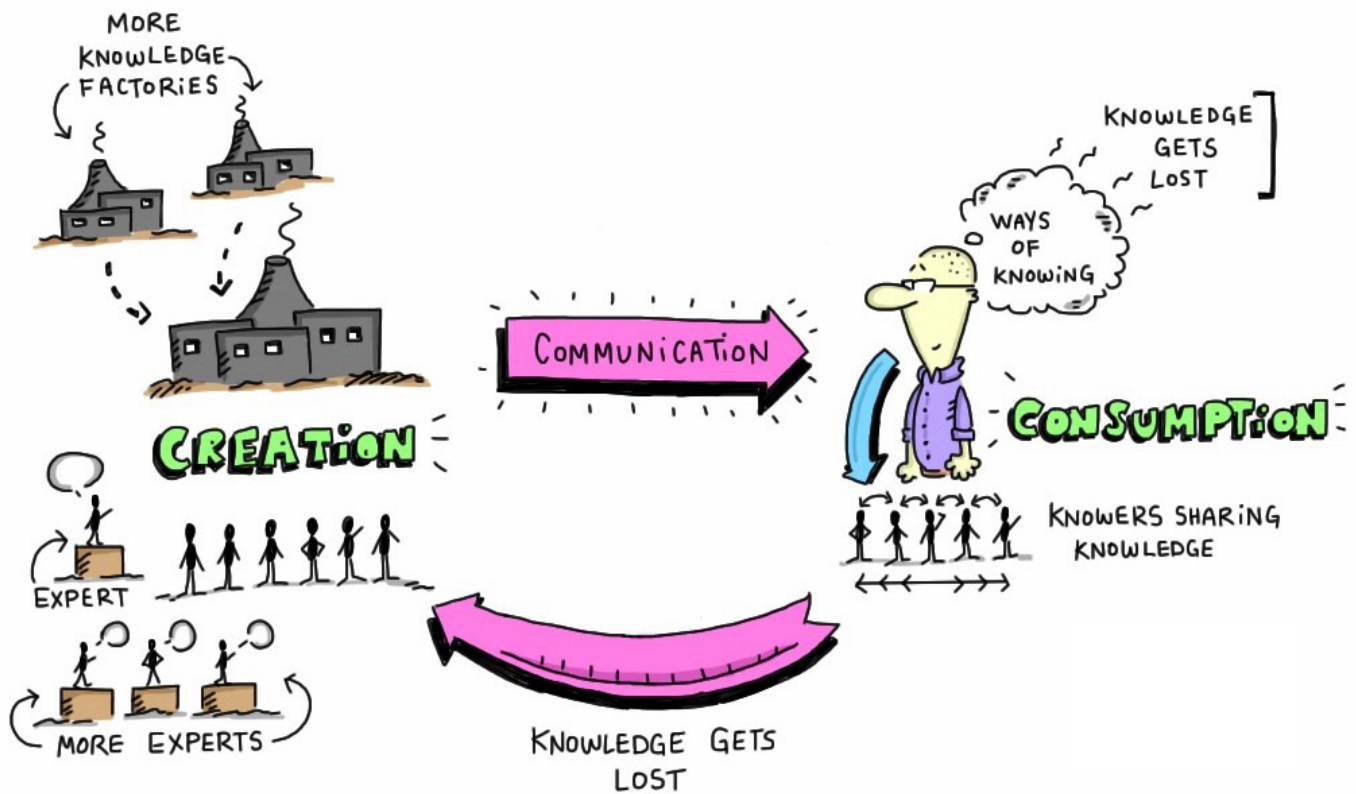 MORE
KNOWLEDGE
FACTORIES
KNOWLEDGE
GETS
LOST
WAYS
OF
KNOWING
COMMUNICATION
CREATION
CONSUMPTION
EXPERT
KNOWERS SHARING
KNOWLEDGE
MORE EXPERTS
KNOWLEDGE GETS
LOST